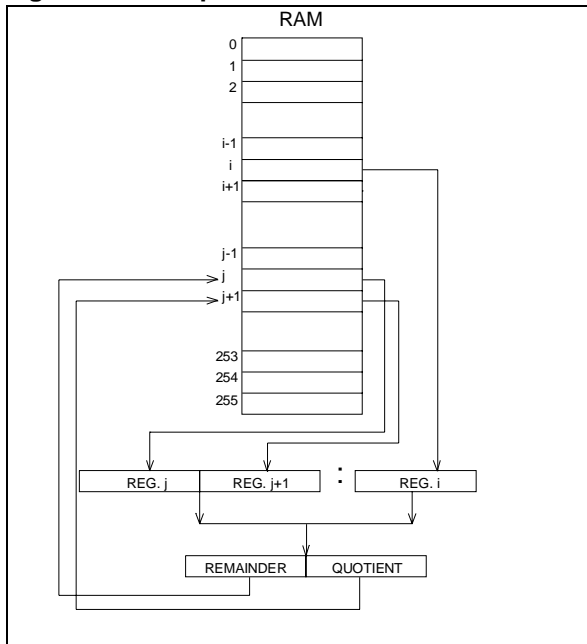 RAM
0
1
2
i-1
i
i+1
j-1
j
j+1
253
254
255
REG. j REG. j+1 : REG. i
REMAINDER QUOTIENT